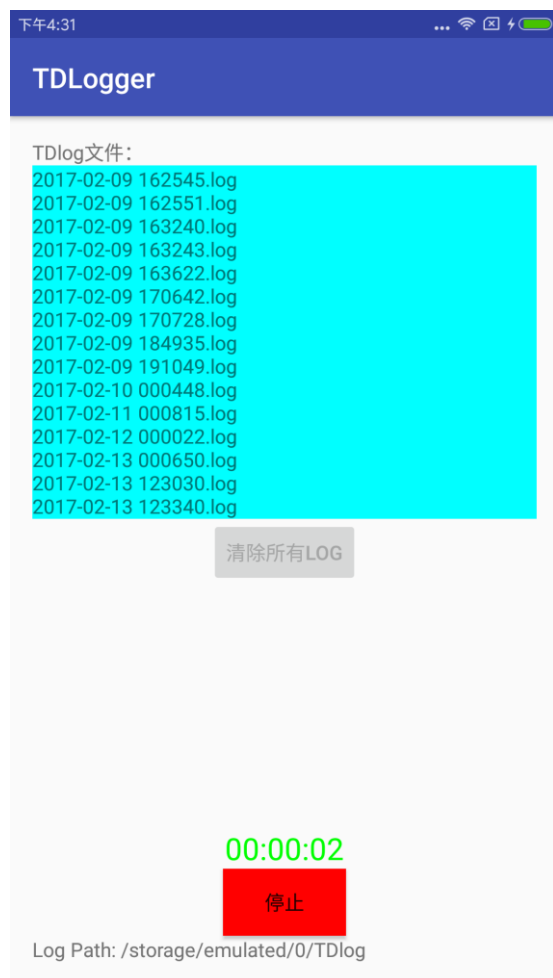 下午4:31
TDLogger
TDlog文件：
2017-02-09 162545.log
2017-02-09 162551.log
2017-02-09 163240.log
2017-02-09 163243.log
2017-02-09 163622.log
2017-02-09 170642.log
2017-02-09 170728.log
2017-02-09 184935.log
2017-02-09 191049.log
2017-02-10 000448.log
2017-02-11 000815.log
2017-02-12 000022.log
2017-02-13 000650.log
2017-02-13 123030.log
2017-02-13 123340.log
清除所有LOG
00:00:02
停止
Log Path: /storage/emulated/0/TDlog